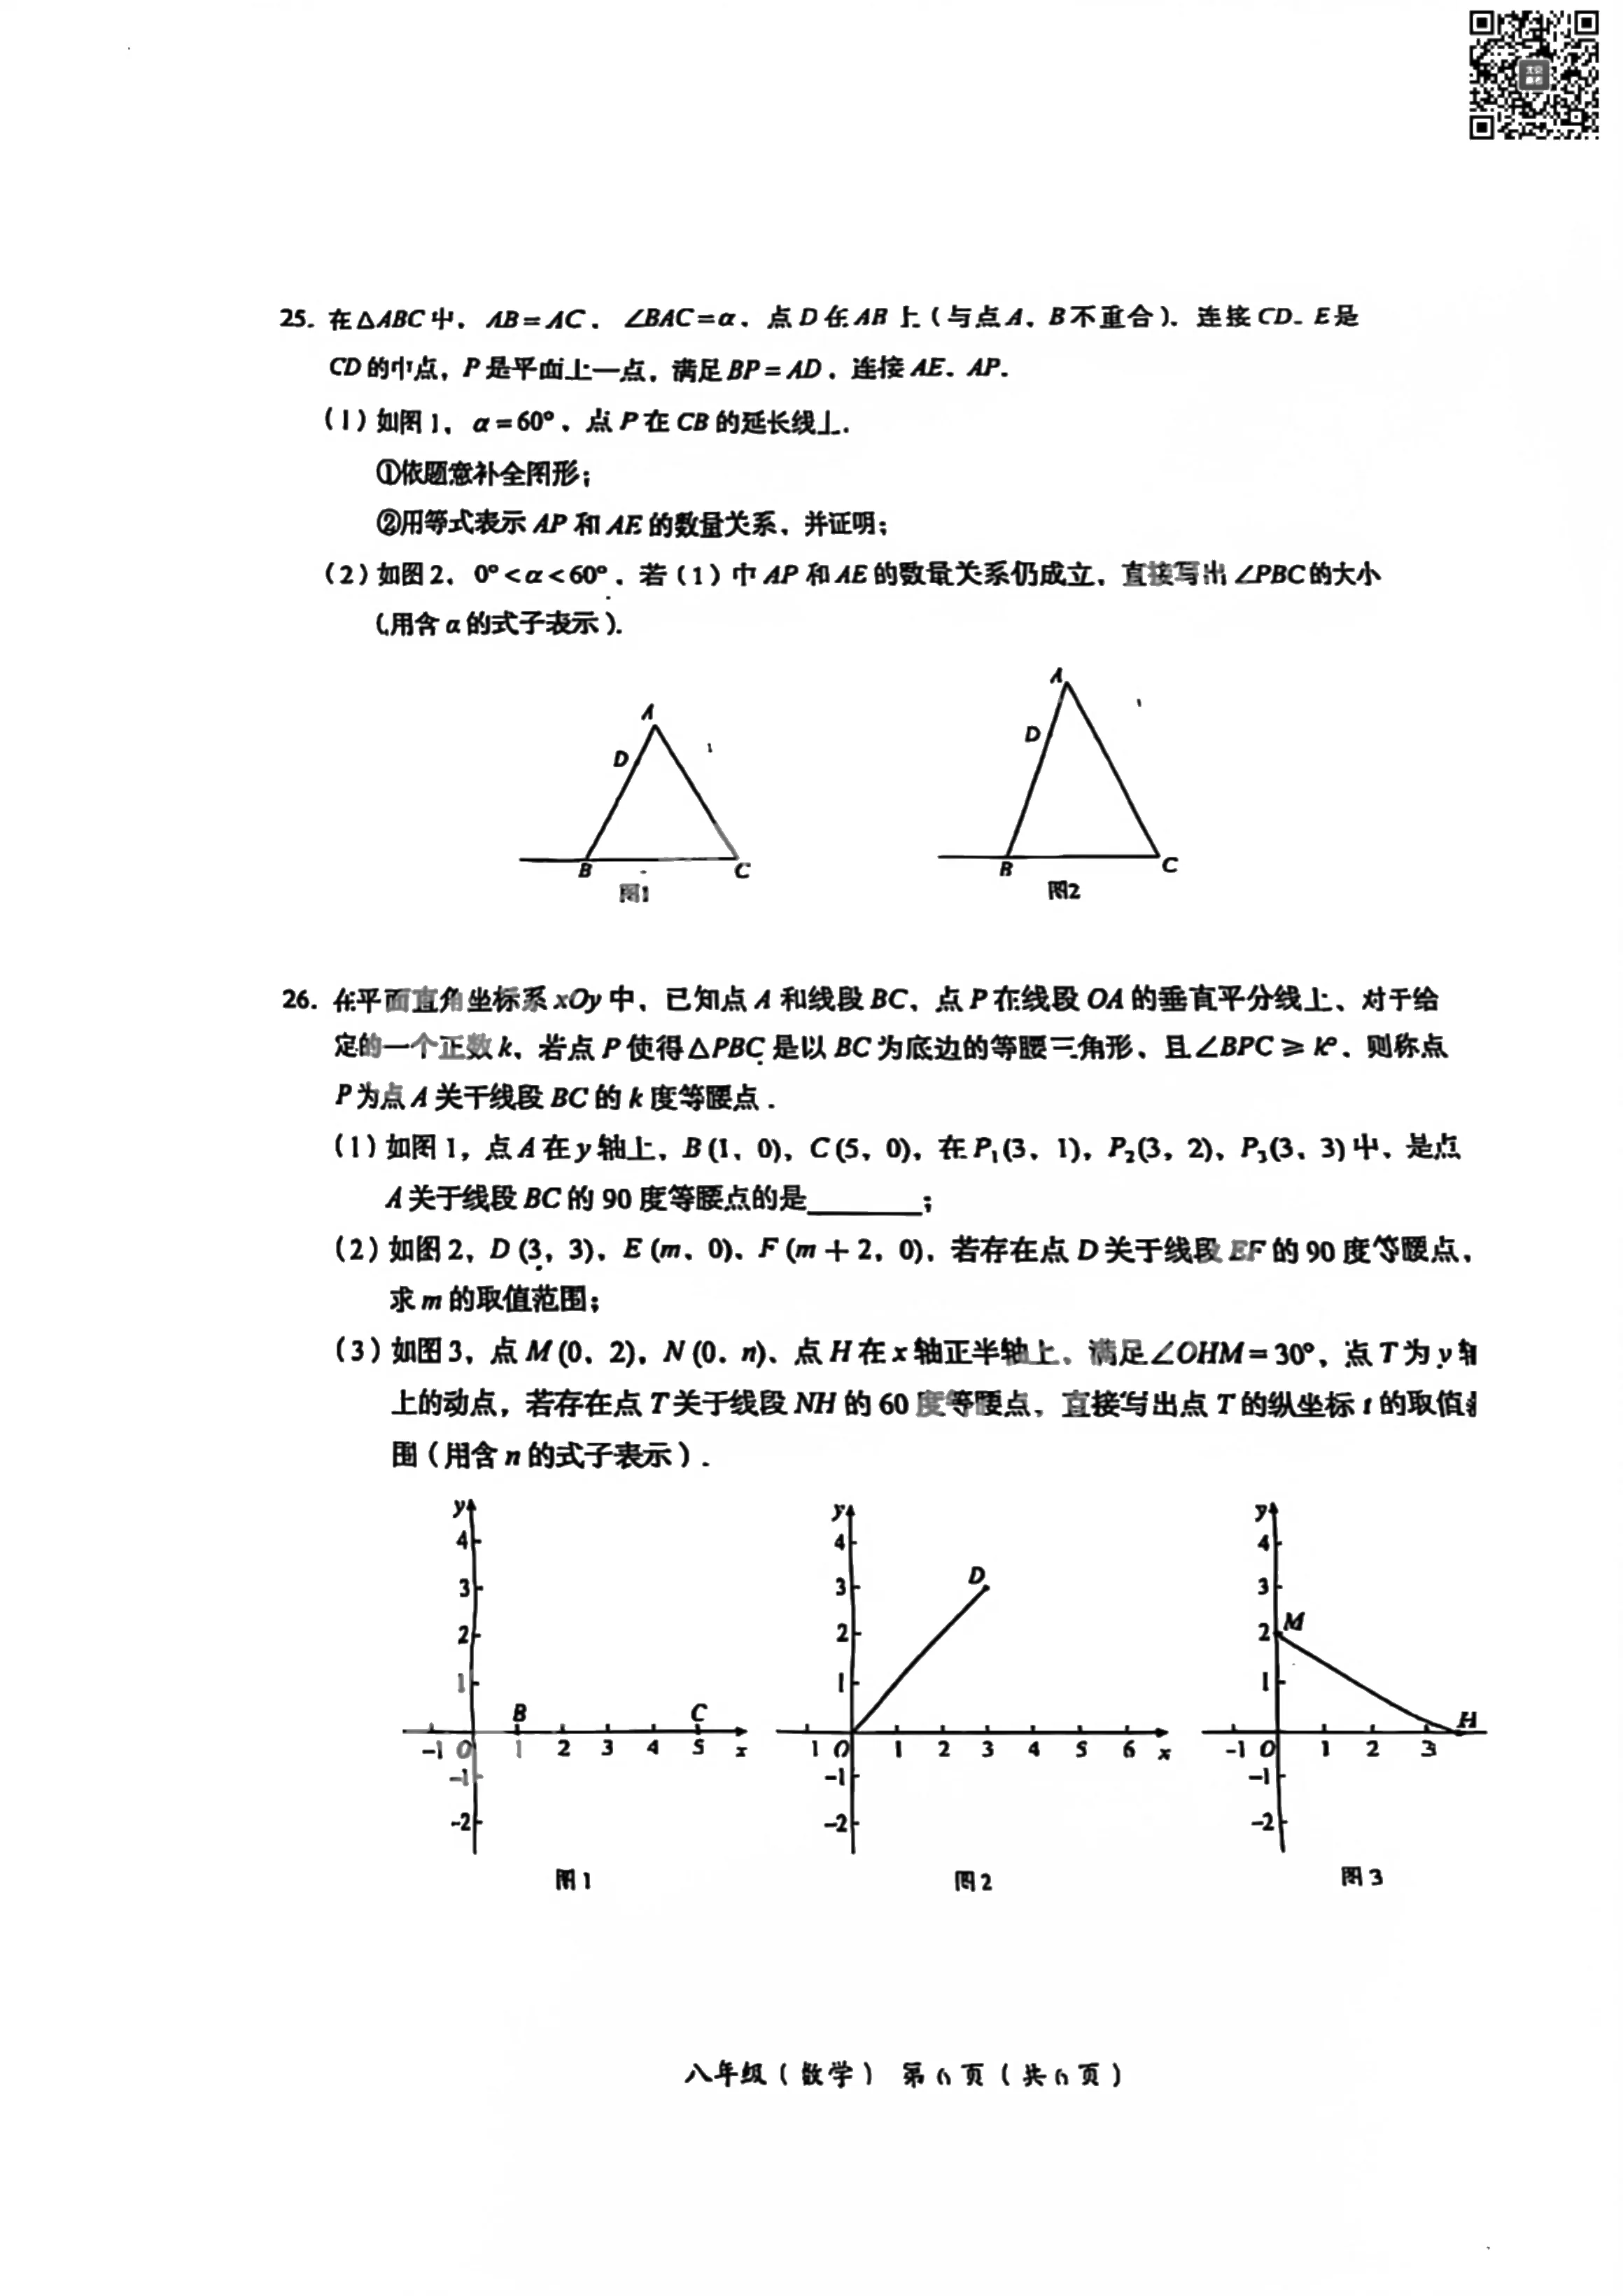 25. 在△ABC中，AB=AC，∠BAC=α，点D在AB上（与点A，B不重合），连接CD，E是
CD的中点，P是平面上一点，满足BP=AD，连接AE，AP.
（1）如图1，α=60°，点P在CB的延长线上.
①依题意补全图形；
②用等式表示AP和AE的数量关系，并证明；
（2）如图2，0°<α<60°，若（1）中AP和AE的数量关系仍成立，直接写出∠PBC的大小
（用含α的式子表示）.
A
D
B
C
图1
A
D
B
C
图2
26. 在平面直角坐标系xOy中，已知点A和线段BC，点P在线段OA的垂直平分线上、对于给
定的一个正数k，若点P使得△PBC是以BC为底边的等腰三角形，且∠BPC≥k°，则称点
P为点A关于线段BC的k度等腰点.
（1）如图1，点A在y轴上，B(1，0)，C(5，0)，在P₁(3，1)，P₂(3，2)，P₃(3，3)中，是点
A关于线段BC的90度等腰点的是________；
（2）如图2，D(3，3)，E(m，0)，F(m+2，0)，若存在点D关于线段EF的90度等腰点，
求m的取值范围；
（3）如图3，点M(0，2)，N(0，n)，点H在x轴正半轴上，满足∠OHM=30°，点T为y轴
上的动点，若存在点T关于线段NH的60度等腰点，直接写出点T的纵坐标t的取值
围（用含n的式子表示）.
y
4
3
2
1
B C
-1 O 1 2 3 4 5 x
-1
-2
图1
y
4
D
3
2
1
1 O 1 2 3 4 5 6 x
-1
-2
图2
y
4
3
2 M
1
H
-1 O 1 2 3
-1
-2
图3
八年级（数学） 第6页（共6页）